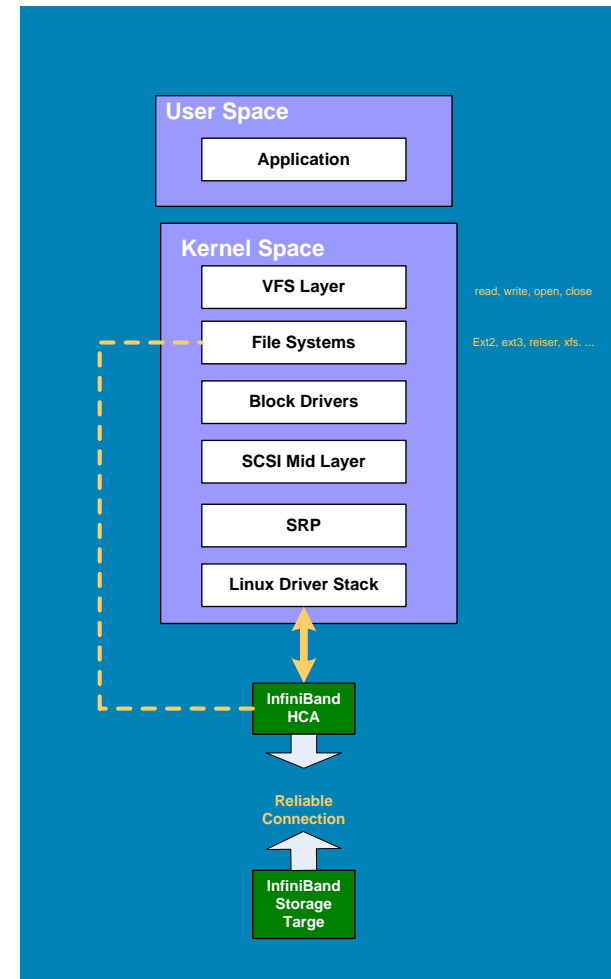 User Space
Application
Kernel Space
VFS Layer
read, write, open, close
File Systems
Ext2, ext3, reiser, xfs. ...
Block Drivers
SCSI Mid Layer
SRP
Linux Driver Stack
InfiniBand
HCA
Reliable
Connection
InfiniBand
Storage
Targe